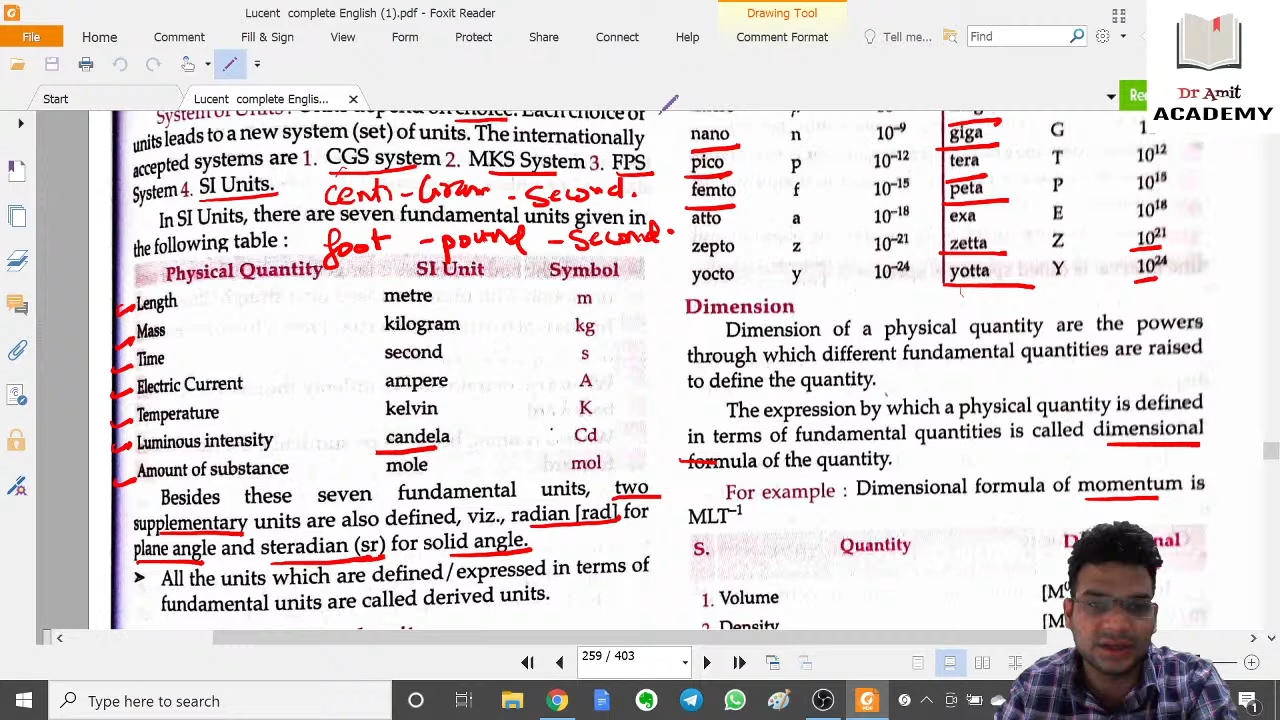 Lucent complete English (1).pdf - Foxit Reader
Drawing Tool
File Home Comment Fill & Sign View Form Protect Share Connect Help Comment Format Tell me... Find
Start Lucent complete Englis...
Dr Amit
ACADEMY
units leads to a new system (set) of units. The internationally
accepted systems are 1. CGS system 2. MKS System 3. FPS
System 4. SI Units.
centi - Gram - second.
In SI Units, there are seven fundamental units given in
the following table :
foot - pound - second.
Physical Quantity SI Unit Symbol
Length metre m
Mass kilogram kg
Time second s
Electric Current ampere A
Temperature kelvin K
Luminous intensity candela Cd
Amount of substance mole mol
Besides these seven fundamental units, two
supplementary units are also defined, viz., radian [rad] for
plane angle and steradian (sr) for solid angle.
➤ All the units which are defined/expressed in terms of
fundamental units are called derived units.
nano n 10⁻⁹ giga G
pico p 10⁻¹² tera T 10¹²
femto f 10⁻¹⁵ peta P 10¹⁵
atto a 10⁻¹⁸ exa E 10¹⁸
zepto z 10⁻²¹ zetta Z 10²¹
yocto y 10⁻²⁴ yotta Y 10²⁴
Dimension
Dimension of a physical quantity are the powers
through which different fundamental quantities are raised
to define the quantity.
The expression by which a physical quantity is defined
in terms of fundamental quantities is called dimensional
formula of the quantity.
For example : Dimensional formula of momentum is
MLT⁻¹
S. Quantity
1. Volume
2. Density
259 / 403
Type here to search